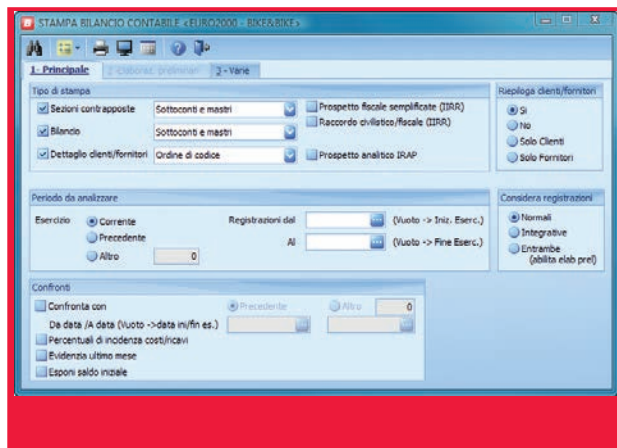 STAMPA BILANCIO CONTABILE <EURO2000 - BIKE&BIKE>
1- Principale 2- Elaboraz. preliminari 3 - Varie
Tipo di stampa
Sezioni contrapposte Sottoconti e mastri
Bilancio Sottoconti e mastri
Dettaglio clienti/fornitori Ordine di codice
Prospetto fiscale semplificate (IIRR)
Raccordo civilistico/fiscale (IIRR)
Prospetto analitico IRAP
Riepiloga clienti/fornitori
Si
No
Solo Clienti
Solo Fornitori
Periodo da analizzare
Esercizio Corrente Registrazioni dal (Vuoto -> Iniz. Eserc.)
Precedente Al (Vuoto -> Fine Eserc.)
Altro 0
Considera registrazioni
Normali
Integrative
Entrambe
(abilita elab prel)
Confronti
Confronta con Precedente Altro 0
Da data /A data (Vuoto ->data ini/fin es.)
Percentuali di incidenza costi/ricavi
Evidenzia ultimo mese
Esponi saldo iniziale